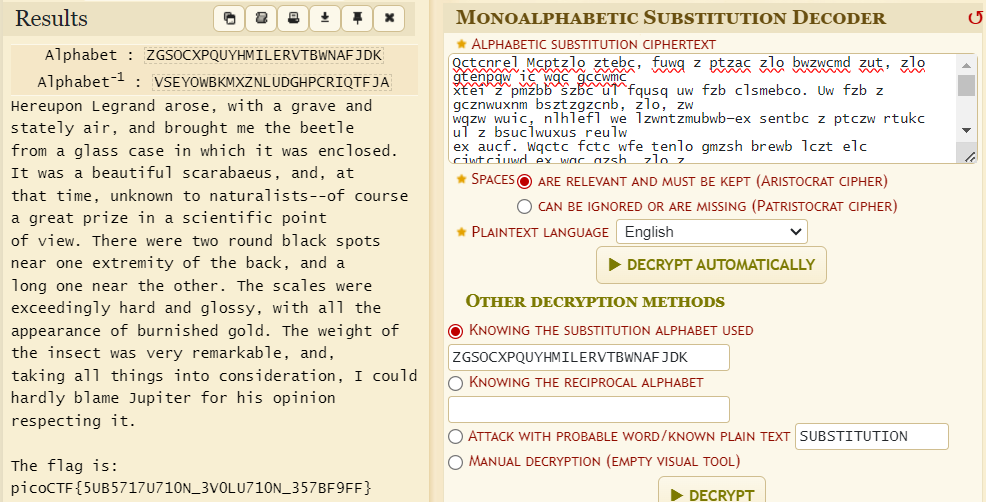 Results
Alphabet : ZGSOCXPQUYHMILERVTBWNAFJDK
Alphabet-1 : VSEYOWBKMXZNLUDGHPCRIQTFJA
Hereupon Legrand arose, with a grave and
stately air, and brought me the beetle
from a glass case in which it was enclosed.
It was a beautiful scarabaeus, and, at
that time, unknown to naturalists--of course
a great prize in a scientific point
of view. There were two round black spots
near one extremity of the back, and a
long one near the other. The scales were
exceedingly hard and glossy, with all the
appearance of burnished gold. The weight of
the insect was very remarkable, and,
taking all things into consideration, I could
hardly blame Jupiter for his opinion
respecting it.
The flag is:
picoCTF{5UB5717U710N_3V0LU710N_357BF9FF}
Monoalphabetic Substitution Decoder
Alphabetic substitution ciphertext
Qctcnrel Mcptzlo ztebc, fuwq z ptzac zlo bwzwcmd zut, zlo
gtenpqw ic wqc gccwmc
xtei z pmzbb szbc ul fqusq uw fzb clsmebco. Uw fzb z
gcznwuxnm bsztzgzcnb, zlo, zw
wqzw wuic, nlhlefl we lzwntzmubwb-ex sentbc z ptczw rtukc
ul z bsuclwuxus reulw
ex aucf. Wqctc fctc wfe tenlo gmzsh brewb lczt elc
cjwtciuwd ex wqc gzsh, zlo z
Spaces Are relevant and must be kept (Aristocrat cipher)
Can be ignored or are missing (Patristocrat cipher)
Plaintext language English
Decrypt automatically
Other decryption methods
Knowing the substitution alphabet used
ZGSOCXPQUYHMILERVTBWNAFJDK
Knowing the reciprocal alphabet
Attack with probable word/known plain text SUBSTITUTION
Manual decryption (empty visual tool)
Decrypt